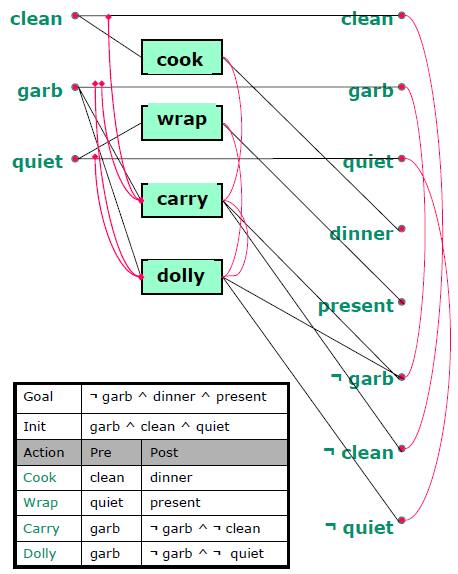 clean
clean
cook
garb
garb
wrap
quiet
quiet
carry
dinner
dolly
present
¬ garb
¬ clean
¬ quiet
Goal ¬ garb ^ dinner ^ present
Init garb ^ clean ^ quiet
Action Pre Post
Cook clean dinner
Wrap quiet present
Carry garb ¬ garb ^ ¬ clean
Dolly garb ¬ garb ^ ¬ quiet